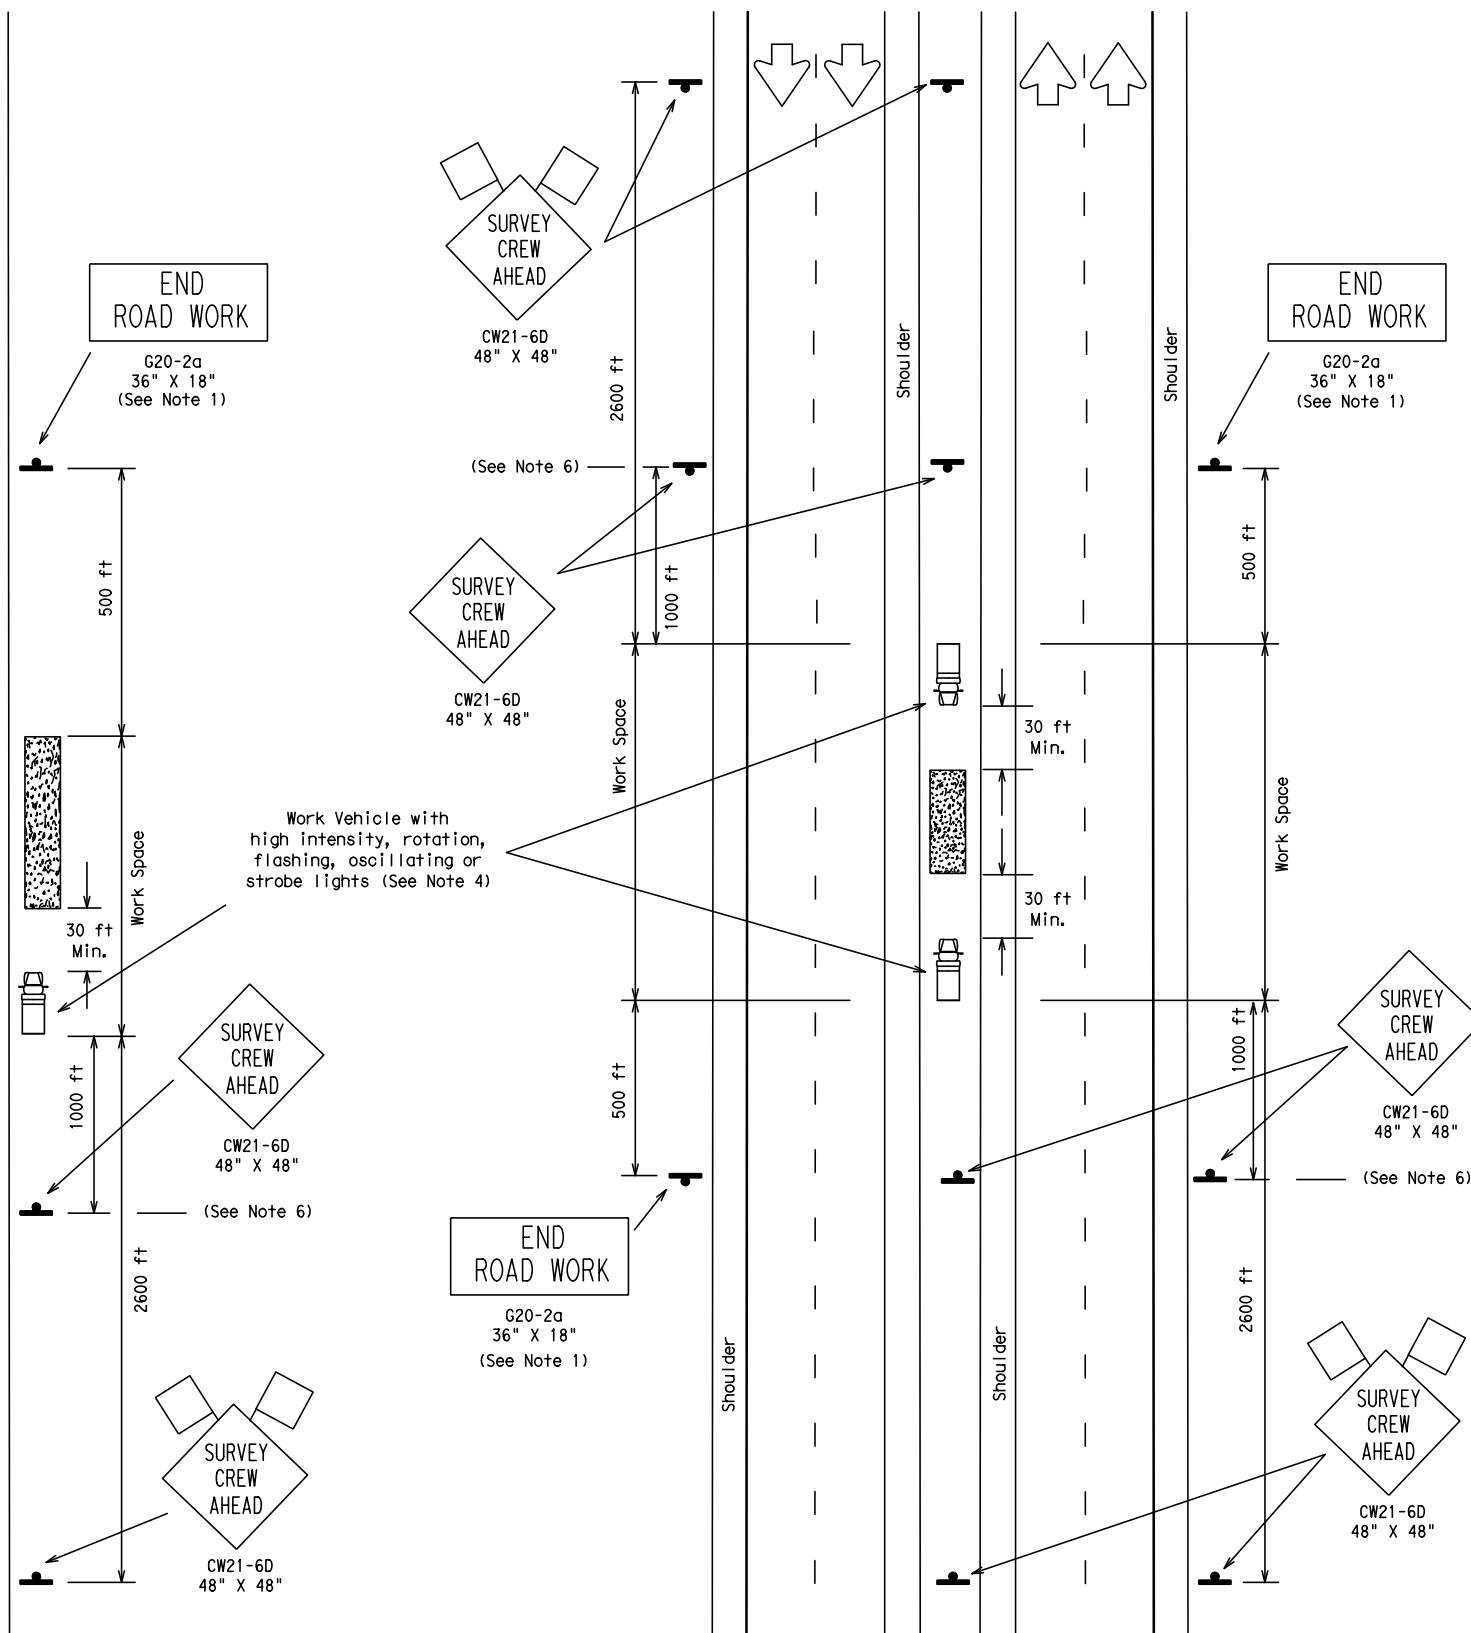 SURVEY
CREW
AHEAD
CW21-6D
48" X 48"
END
ROAD WORK
G20-2a
36" X 18"
(See Note 1)
END
ROAD WORK
G20-2a
36" X 18"
(See Note 1)
2600 ft
Shoulder
Shoulder
(See Note 6)
500 ft
1000 ft
500 ft
SURVEY
CREW
AHEAD
CW21-6D
48" X 48"
Work Space
30 ft
Min.
Work Space
Work Vehicle with
high intensity, rotation,
flashing, oscillating or
strobe lights (See Note 4)
Work Space
30 ft
Min.
30 ft
Min.
SURVEY
CREW
AHEAD
CW21-6D
48" X 48"
(See Note 6)
1000 ft
2600 ft
500 ft
1000 ft
SURVEY
CREW
AHEAD
CW21-6D
48" X 48"
(See Note 6)
END
ROAD WORK
G20-2a
36" X 18"
(See Note 1)
2600 ft
Shoulder
Shoulder
SURVEY
CREW
AHEAD
CW21-6D
48" X 48"
SURVEY
CREW
AHEAD
CW21-6D
48" X 48"